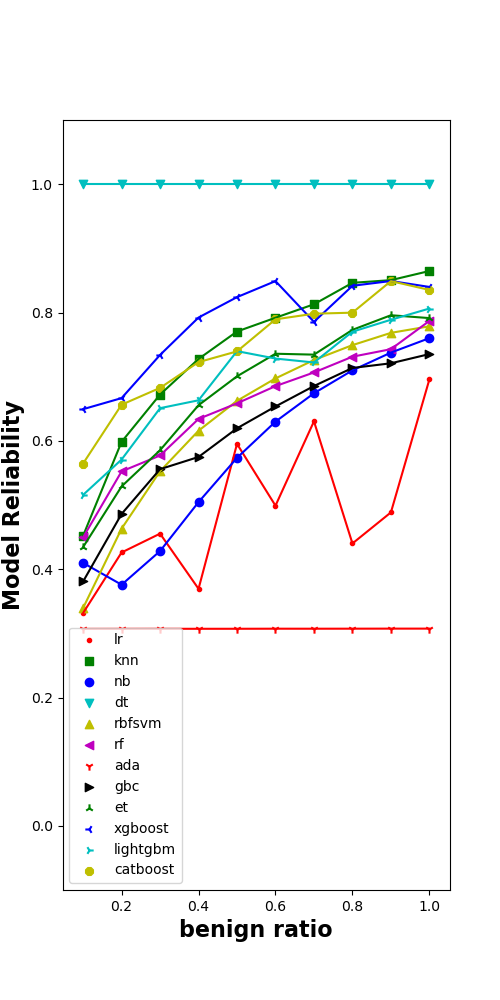 1.0
0.8
0.6
0.4
0.2
0.0
Model Reliability
lr
knn
nb
dt
rbfsvm
rf
ada
gbc
et
xgboost
lightgbm
catboost
0.2 0.4 0.6 0.8 1.0
benign ratio